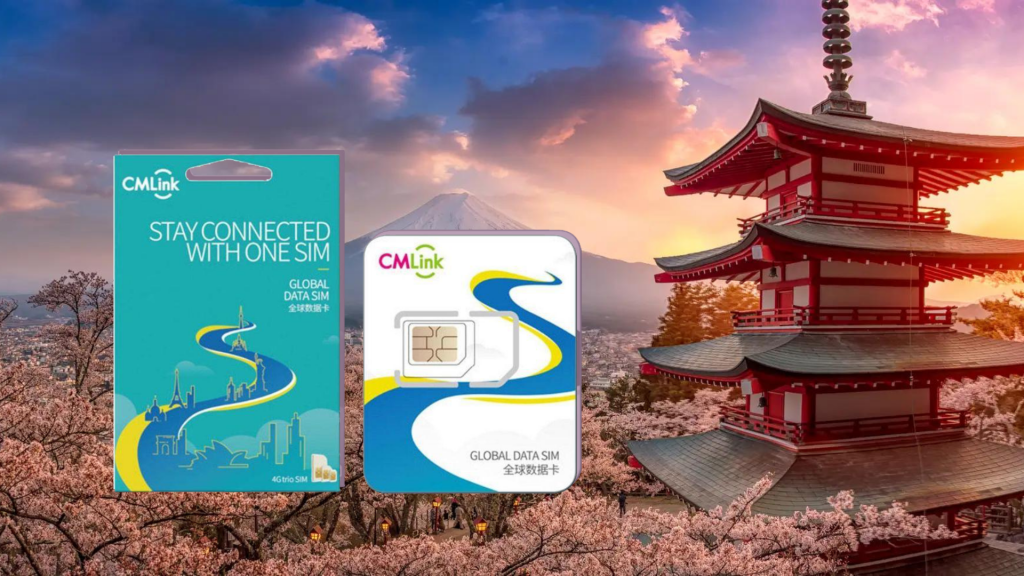 CMLink
STAY CONNECTED
WITH ONE SIM
GLOBAL
DATA SIM
全球数据卡
4G trio SIM
CMLink
GLOBAL DATA SIM
全球数据卡